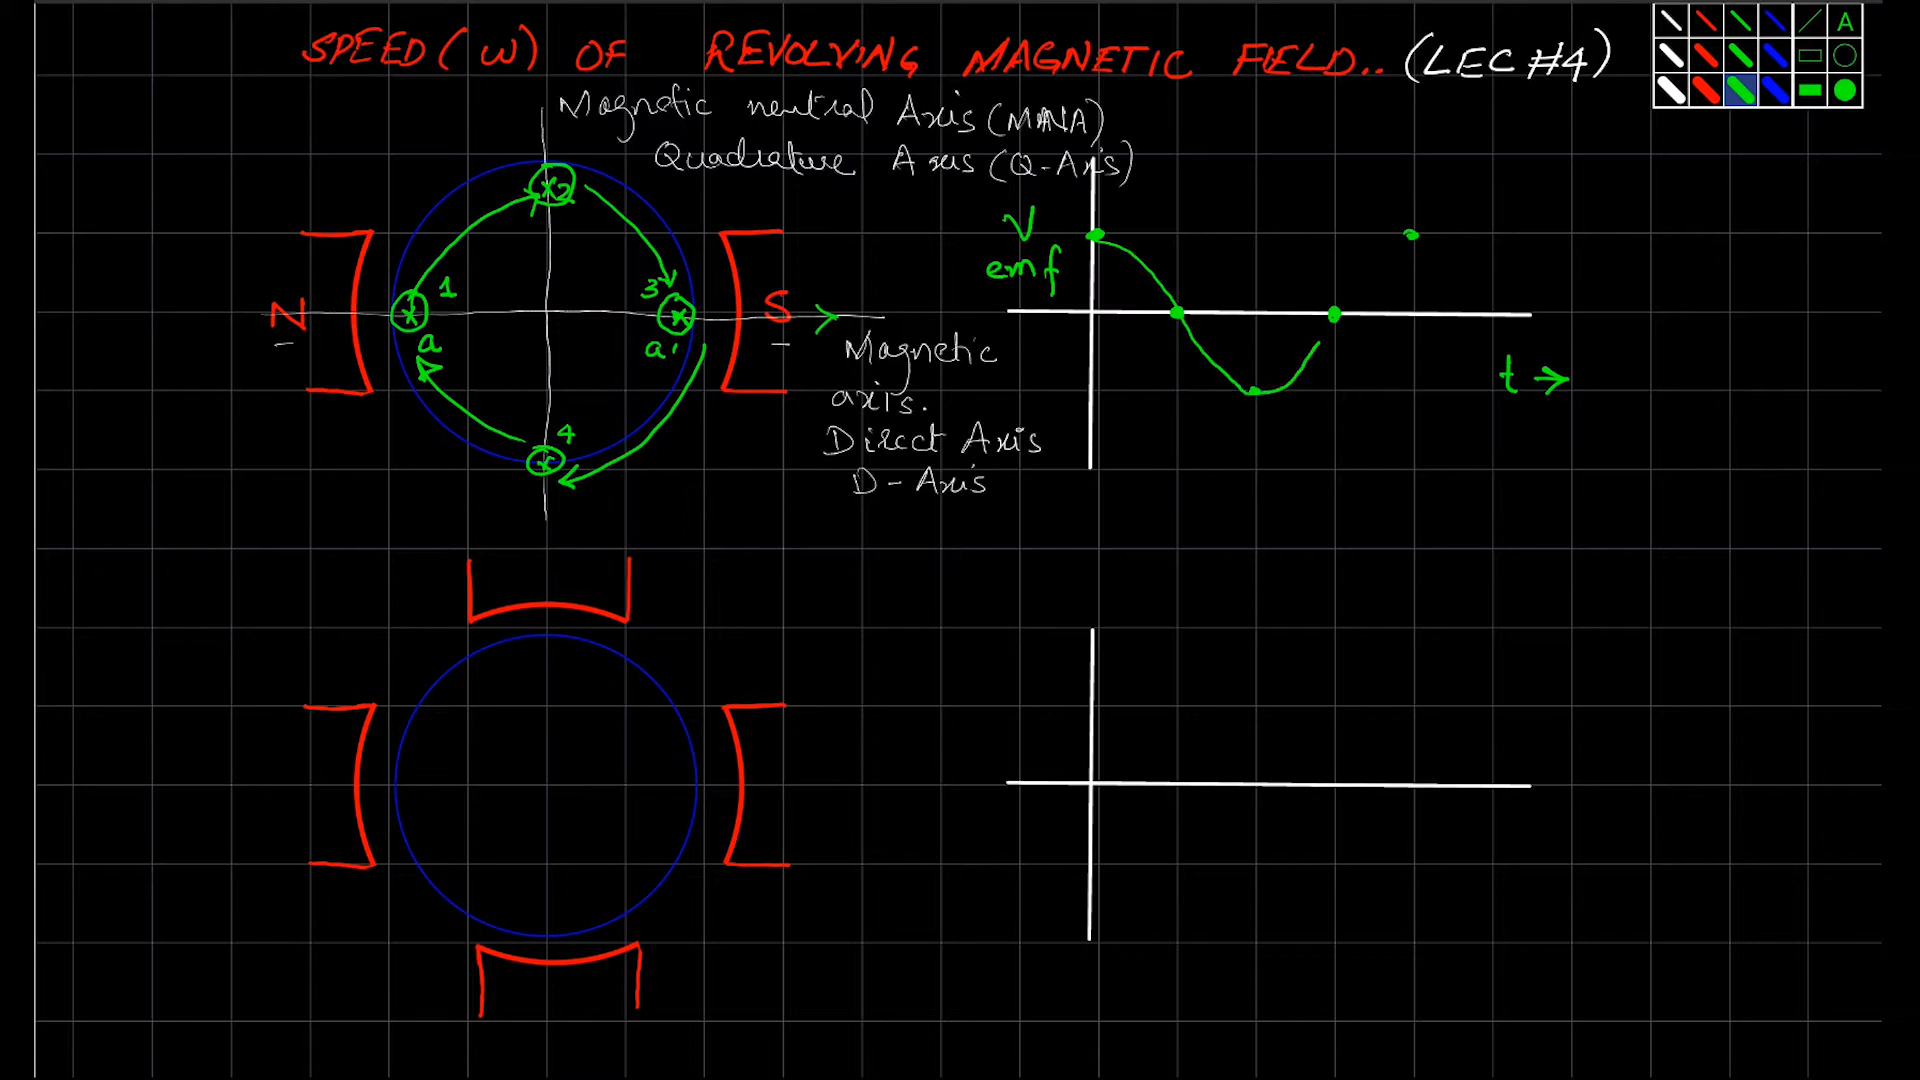 SPEED(W) OF REVOLVING MAGNETIC FIELD.. (LEC #4)
A
Magnetic neutral Axis (MNA)
Quadrature Axis (Q-Axis)
2
V
emf
1
3
N
S
a
a'
Magnetic
axis.
t
4
Direct Axis
D-Axis